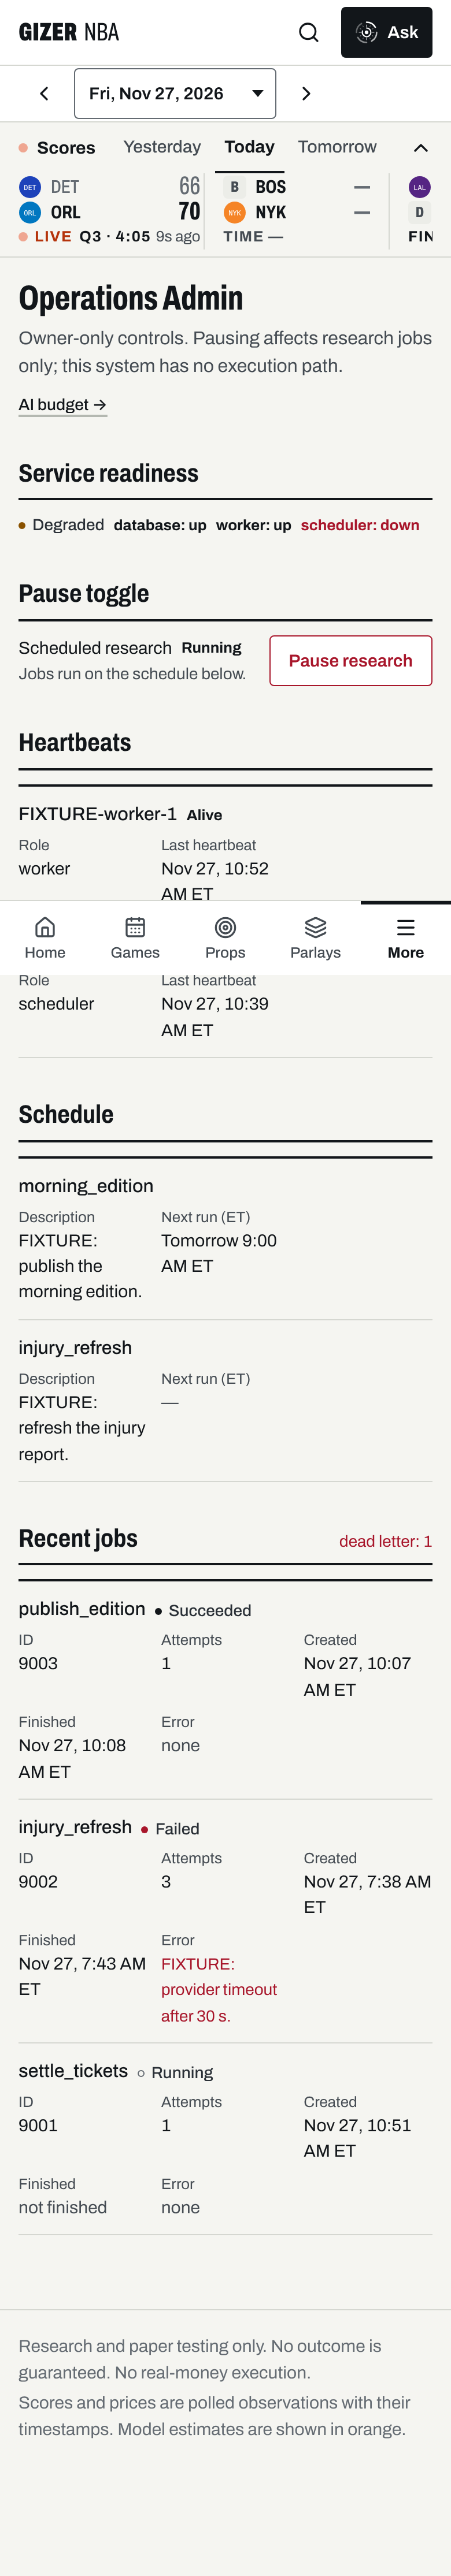 GIZER NBA
Ask
Fri, Nov 27, 2026
Scores Yesterday Today Tomorrow
DET DET 66
ORL ORL 70
LIVE Q3 · 4:05 9s ago
B BOS —
NYK NYK —
TIME —
LAL
D
FIN
Operations Admin
Owner-only controls. Pausing affects research jobs
only; this system has no execution path.
AI budget →
Service readiness
Degraded database: up worker: up scheduler: down
Pause toggle
Scheduled research Running
Jobs run on the schedule below.
Pause research
Heartbeats
FIXTURE-worker-1 Alive
Role Last heartbeat
worker Nov 27, 10:52
AM ET
Home Games Props Parlays More
Role Last heartbeat
scheduler Nov 27, 10:39
AM ET
Schedule
morning_edition
Description Next run (ET)
FIXTURE: Tomorrow 9:00
publish the AM ET
morning edition.
injury_refresh
Description Next run (ET)
FIXTURE: —
refresh the injury
report.
Recent jobs dead letter: 1
publish_edition Succeeded
ID Attempts Created
9003 1 Nov 27, 10:07
AM ET
Finished Error
Nov 27, 10:08 none
AM ET
injury_refresh Failed
ID Attempts Created
9002 3 Nov 27, 7:38 AM
ET
Finished Error
Nov 27, 7:43 AM FIXTURE:
ET provider timeout
after 30 s.
settle_tickets Running
ID Attempts Created
9001 1 Nov 27, 10:51
AM ET
Finished Error
not finished none
Research and paper testing only. No outcome is
guaranteed. No real-money execution.
Scores and prices are polled observations with their
timestamps. Model estimates are shown in orange.